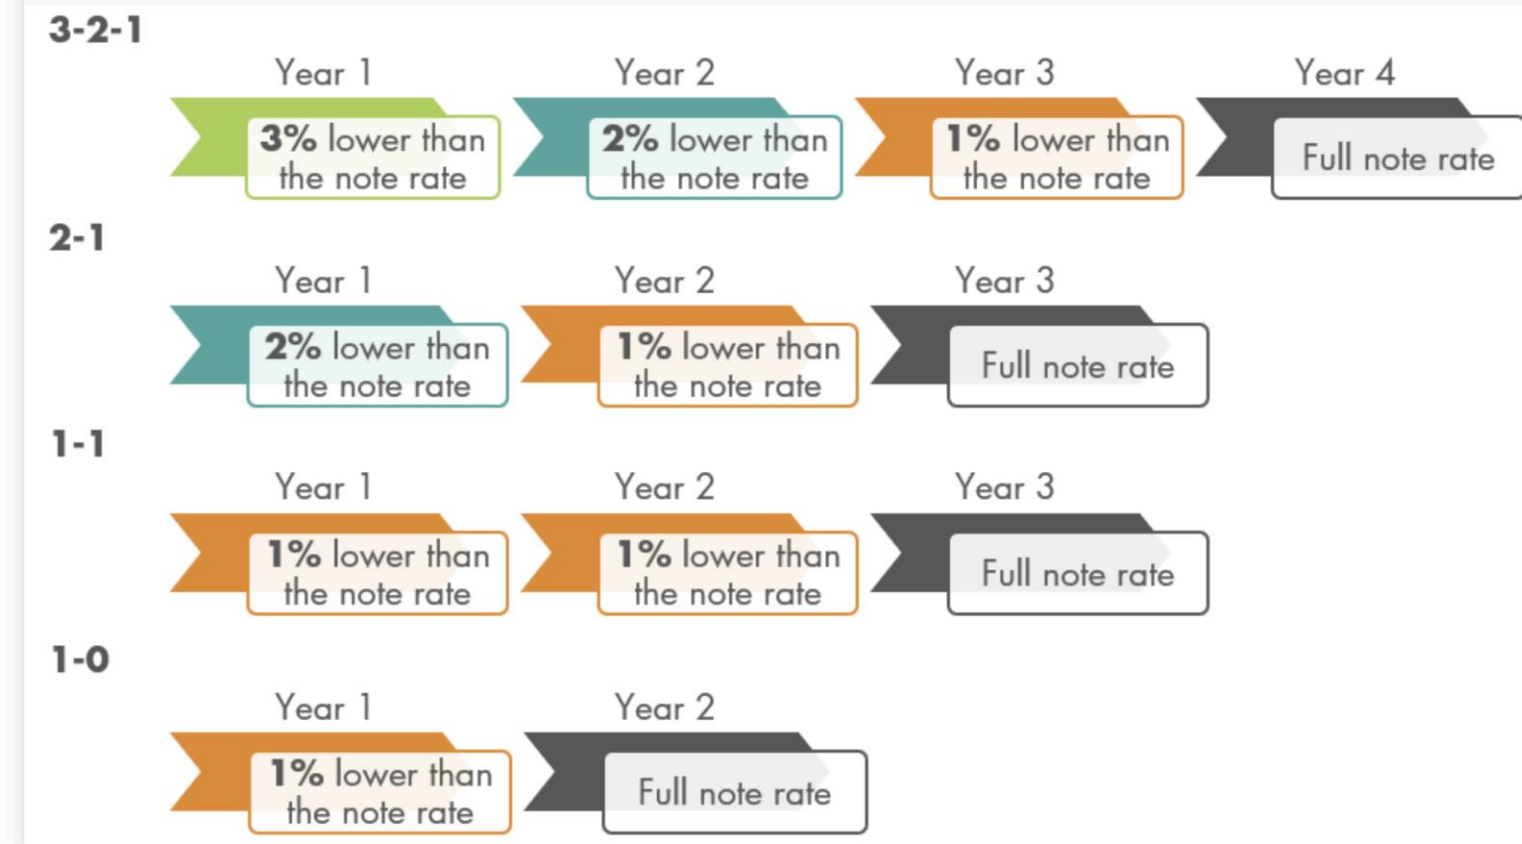 3-2-1
Year 1
Year 2
Year 3
Year 4
3% lower than
the note rate
2% lower than
the note rate
1% lower than
the note rate
Full note rate
2-1
Year 1
Year 2
Year 3
2% lower than
the note rate
1% lower than
the note rate
Full note rate
1-1
Year 1
Year 2
Year 3
1% lower than
the note rate
1% lower than
the note rate
Full note rate
1-0
Year 1
Year 2
1% lower than
the note rate
Full note rate